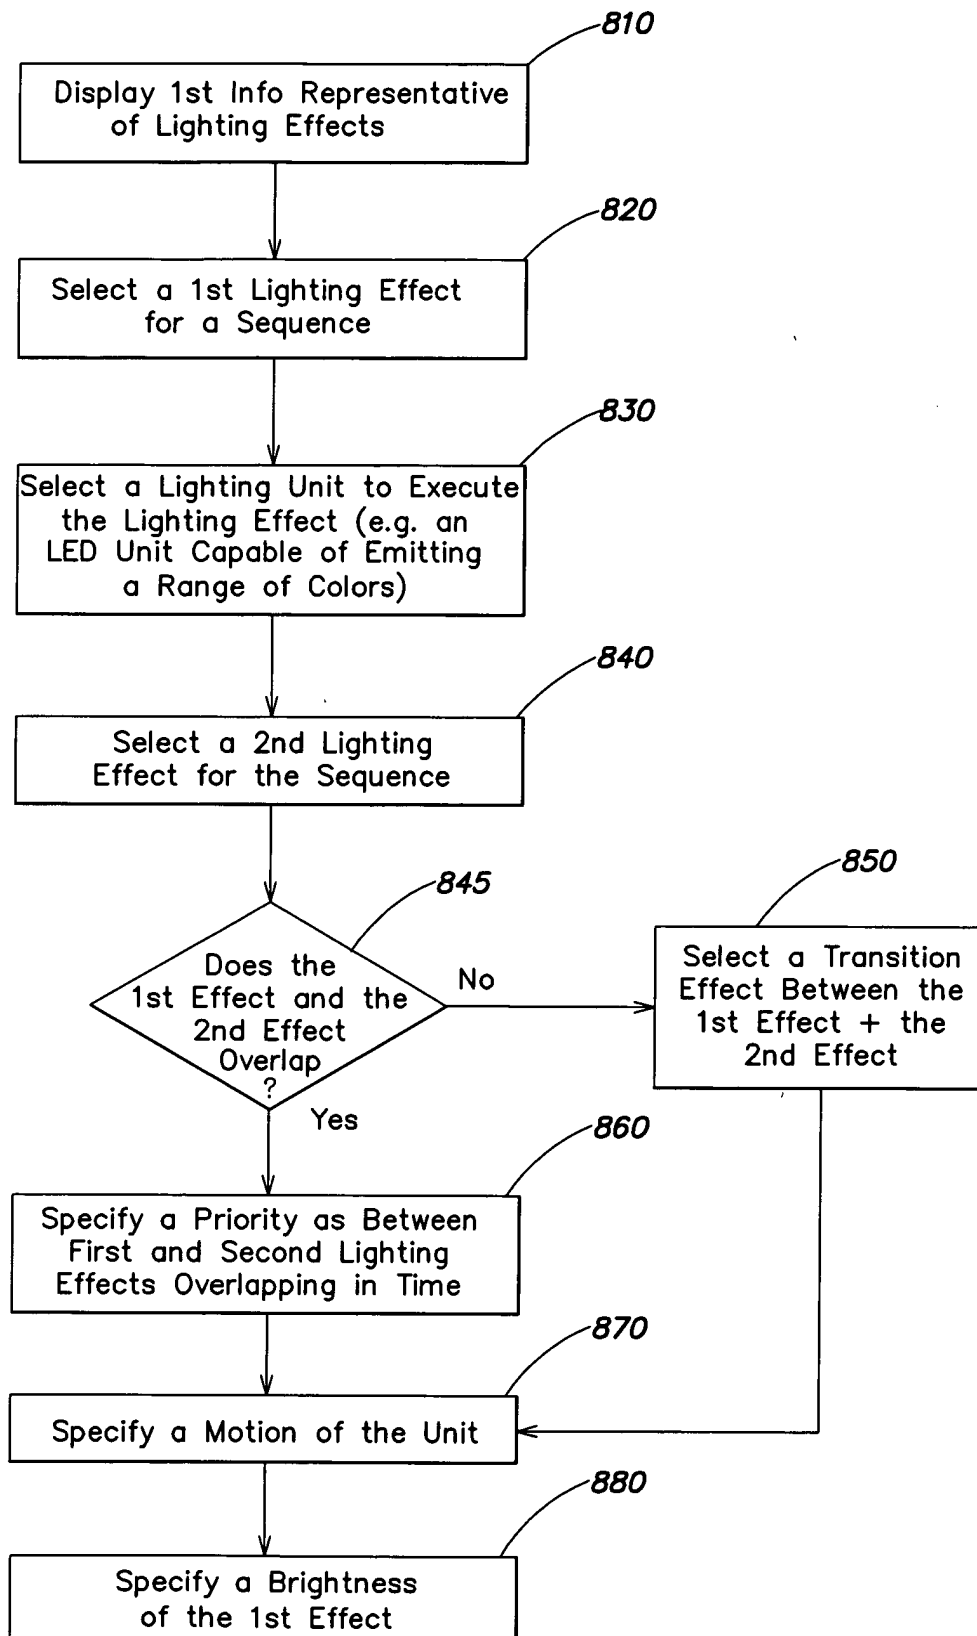 810
Display 1st Info Representative
of Lighting Effects
820
Select a 1st Lighting Effect
for a Sequence
830
Select a Lighting Unit to Execute
the Lighting Effect (e.g. an
LED Unit Capable of Emitting
a Range of Colors)
840
Select a 2nd Lighting
Effect for the Sequence
845
Does the
1st Effect and the
2nd Effect
Overlap
?
No
850
Select a Transition
Effect Between the
1st Effect + the
2nd Effect
Yes
860
Specify a Priority as Between
First and Second Lighting
Effects Overlapping in Time
870
Specify a Motion of the Unit
880
Specify a Brightness
of the 1st Effect